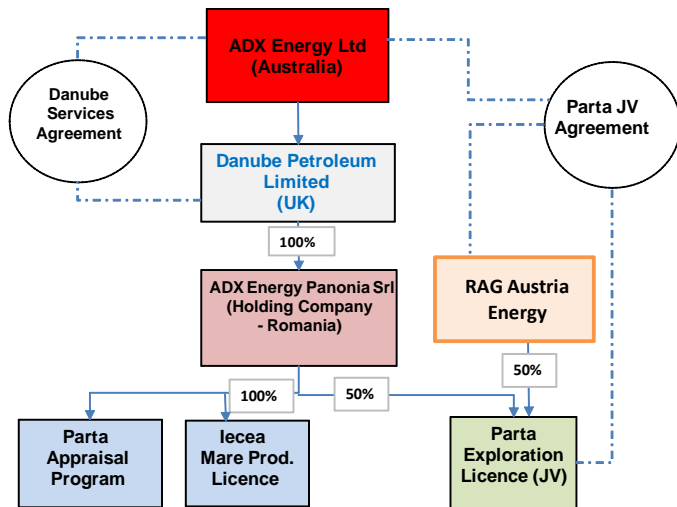 ADX Energy Ltd
(Australia)
Danube
Services
Agreement
Parta JV
Agreement
Danube Petroleum
Limited
(UK)
100%
ADX Energy Panonia Srl
(Holding Company
- Romania)
RAG Austria
Energy
100%
50%
50%
Parta
Appraisal
Program
Iecea
Mare Prod.
Licence
Parta
Exploration
Licence (JV)